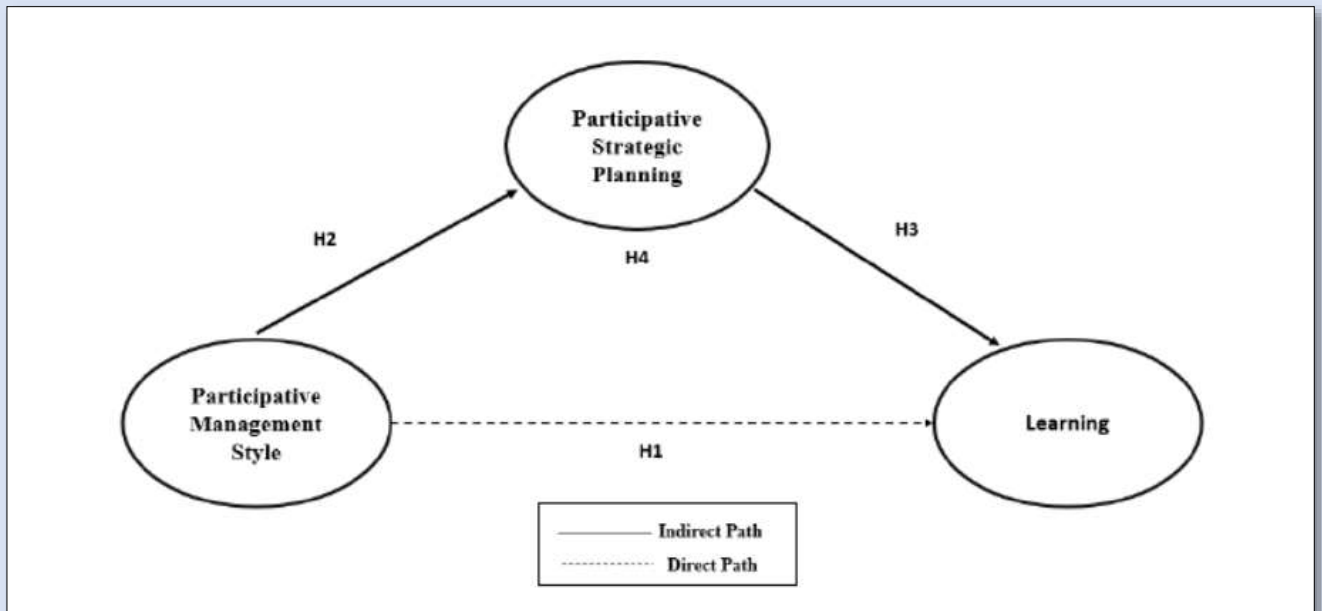 Participative
Strategic
Planning
H2
H3
H4
Participative
Management
Style
Learning
H1
Indirect Path
Direct Path